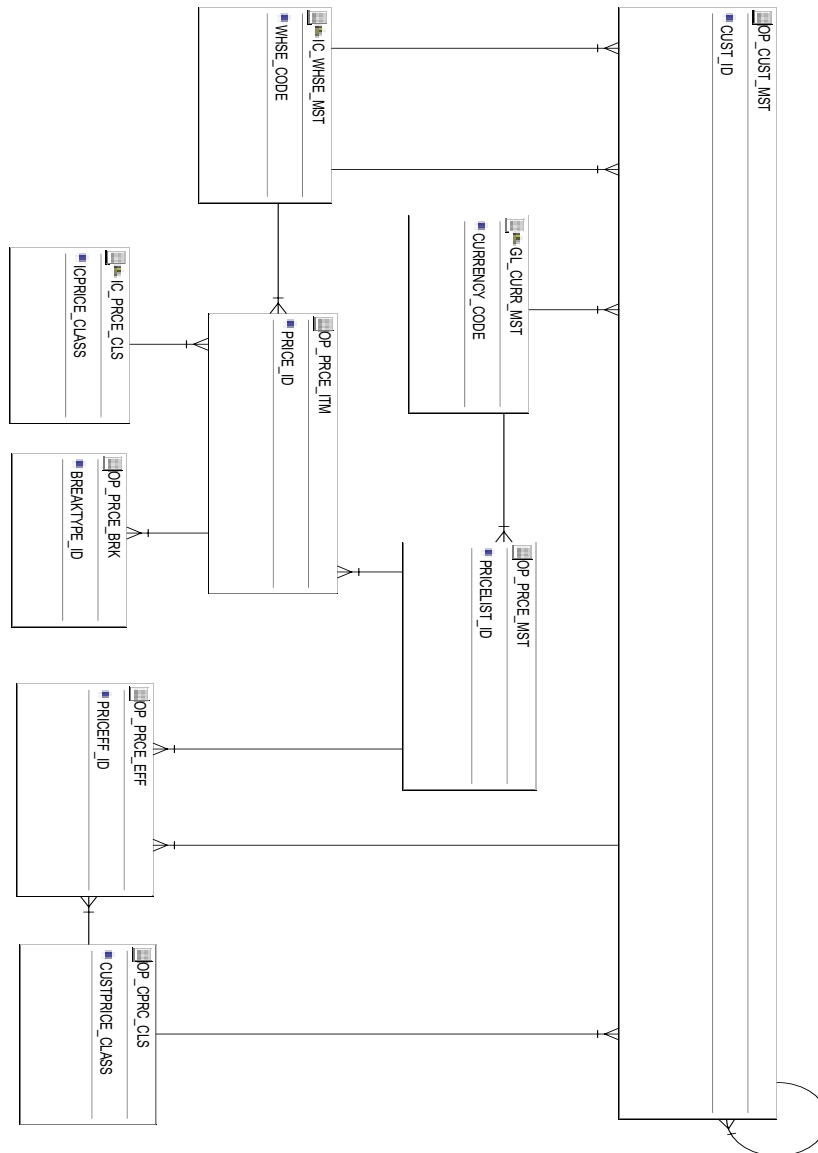 OP_CUST_MST
CUST_ID
IC_WHSE_MST
WHSE_CODE
GL_CURR_MST
CURRENCY_CODE
IC_PRCE_CLS
ICPRICE_CLASS
OP_PRCE_ITM
PRICE_ID
OP_PRCE_BRK
BREAKTYPE_ID
OP_PRCE_MST
PRICELIST_ID
OP_PRCE_EFF
PRICEFF_ID
OP_CPRC_CLS
CUSTPRICE_CLASS